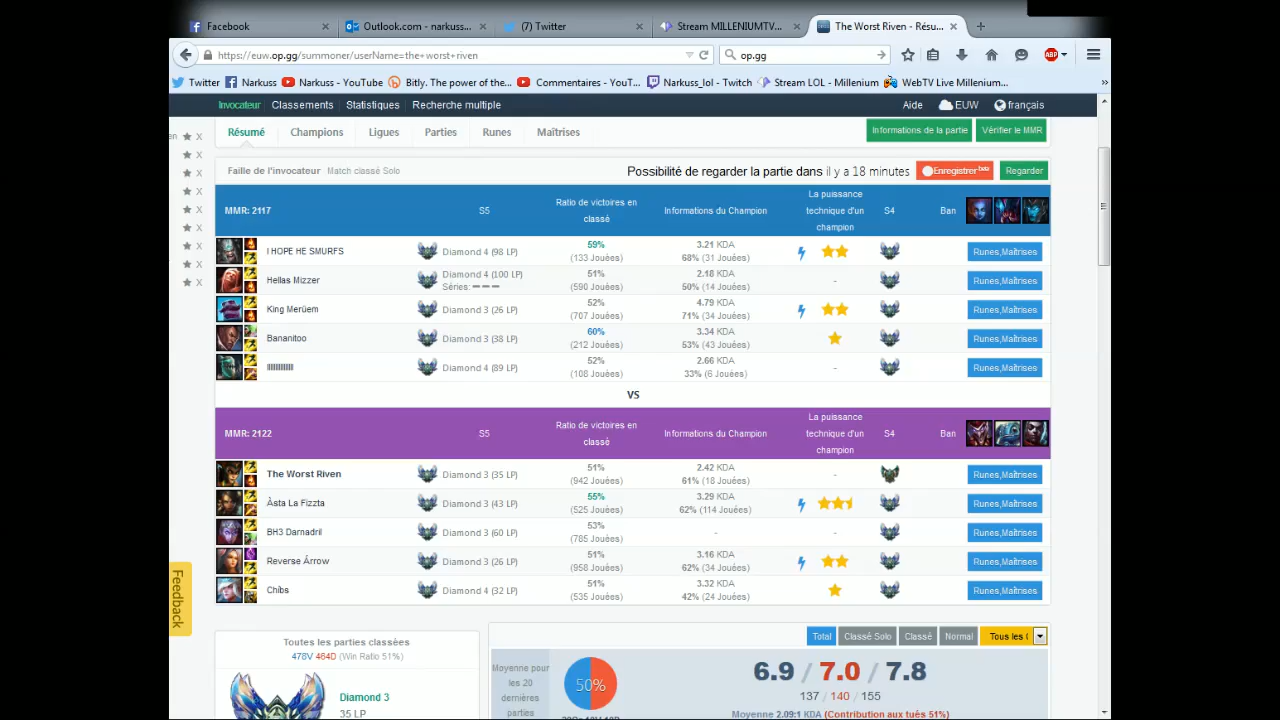 Facebook × Outlook.com - narkuss... × (7) Twitter × Stream MILLENIUMTV... × The Worst Riven - Résu... × +
https://euw.op.gg/summoner/userName=the+worst+riven op.gg ABP
Twitter Narkuss Narkuss - YouTube Bitly. The power of the... Commentaires - YouT... Narkuss_lol - Twitch Stream LOL - Millenium WebTV Live Millenium... »
Invocateur Classements Statistiques Recherche multiple Aide EUW français
Résumé Champions Ligues Parties Runes Maîtrises Informations de la partie Vérifier le MMR
en X
X
X
X
X
X
X
X
X
Faille de l'invocateur Match classé Solo Possibilité de regarder la partie dans il y a 18 minutes Enregistrer beta Regarder
MMR: 2117 S5 Ratio de victoires en classé Informations du Champion La puissance technique d'un champion S4 Ban
I HOPE HE SMURFS Diamond 4 (98 LP) 59% (133 Jouées) 3.21 KDA 68% (31 Jouées) - Runes,Maîtrises
Hellas Mizzer Diamond 4 (100 LP) Séries: 51% (590 Jouées) 2.18 KDA 50% (14 Jouées) - Runes,Maîtrises
King Merüem Diamond 3 (26 LP) 52% (707 Jouées) 4.79 KDA 71% (34 Jouées) Runes,Maîtrises
Bananitoo Diamond 3 (38 LP) 60% (212 Jouées) 3.34 KDA 53% (43 Jouées) Runes,Maîtrises
Diamond 4 (89 LP) 52% (108 Jouées) 2.66 KDA 33% (6 Jouées) - Runes,Maîtrises
VS
MMR: 2122 S5 Ratio de victoires en classé Informations du Champion La puissance technique d'un champion S4 Ban
The Worst Riven Diamond 3 (35 LP) 51% (942 Jouées) 2.42 KDA 61% (18 Jouées) - Runes,Maîtrises
Àsta La Fizzta Diamond 3 (43 LP) 55% (525 Jouées) 3.29 KDA 62% (114 Jouées) Runes,Maîtrises
BH3 Darnadril Diamond 3 (60 LP) 53% (785 Jouées) - - Runes,Maîtrises
Reverse Árrow Diamond 3 (26 LP) 51% (958 Jouées) 3.16 KDA 62% (34 Jouées) Runes,Maîtrises
Chibs Diamond 4 (32 LP) 51% (535 Jouées) 3.32 KDA 42% (24 Jouées) Runes,Maîtrises
Feedback
Toutes les parties classées Total Classé Solo Classé Normal Tous les
478V 464D (Win Ratio 51%)
Moyenne pour les 20 dernières parties 50% 6.9 / 7.0 / 7.8
Diamond 3 137 / 140 / 155
35 LP Moyenne 2.09:1 KDA (Contribution aux tués 51%)